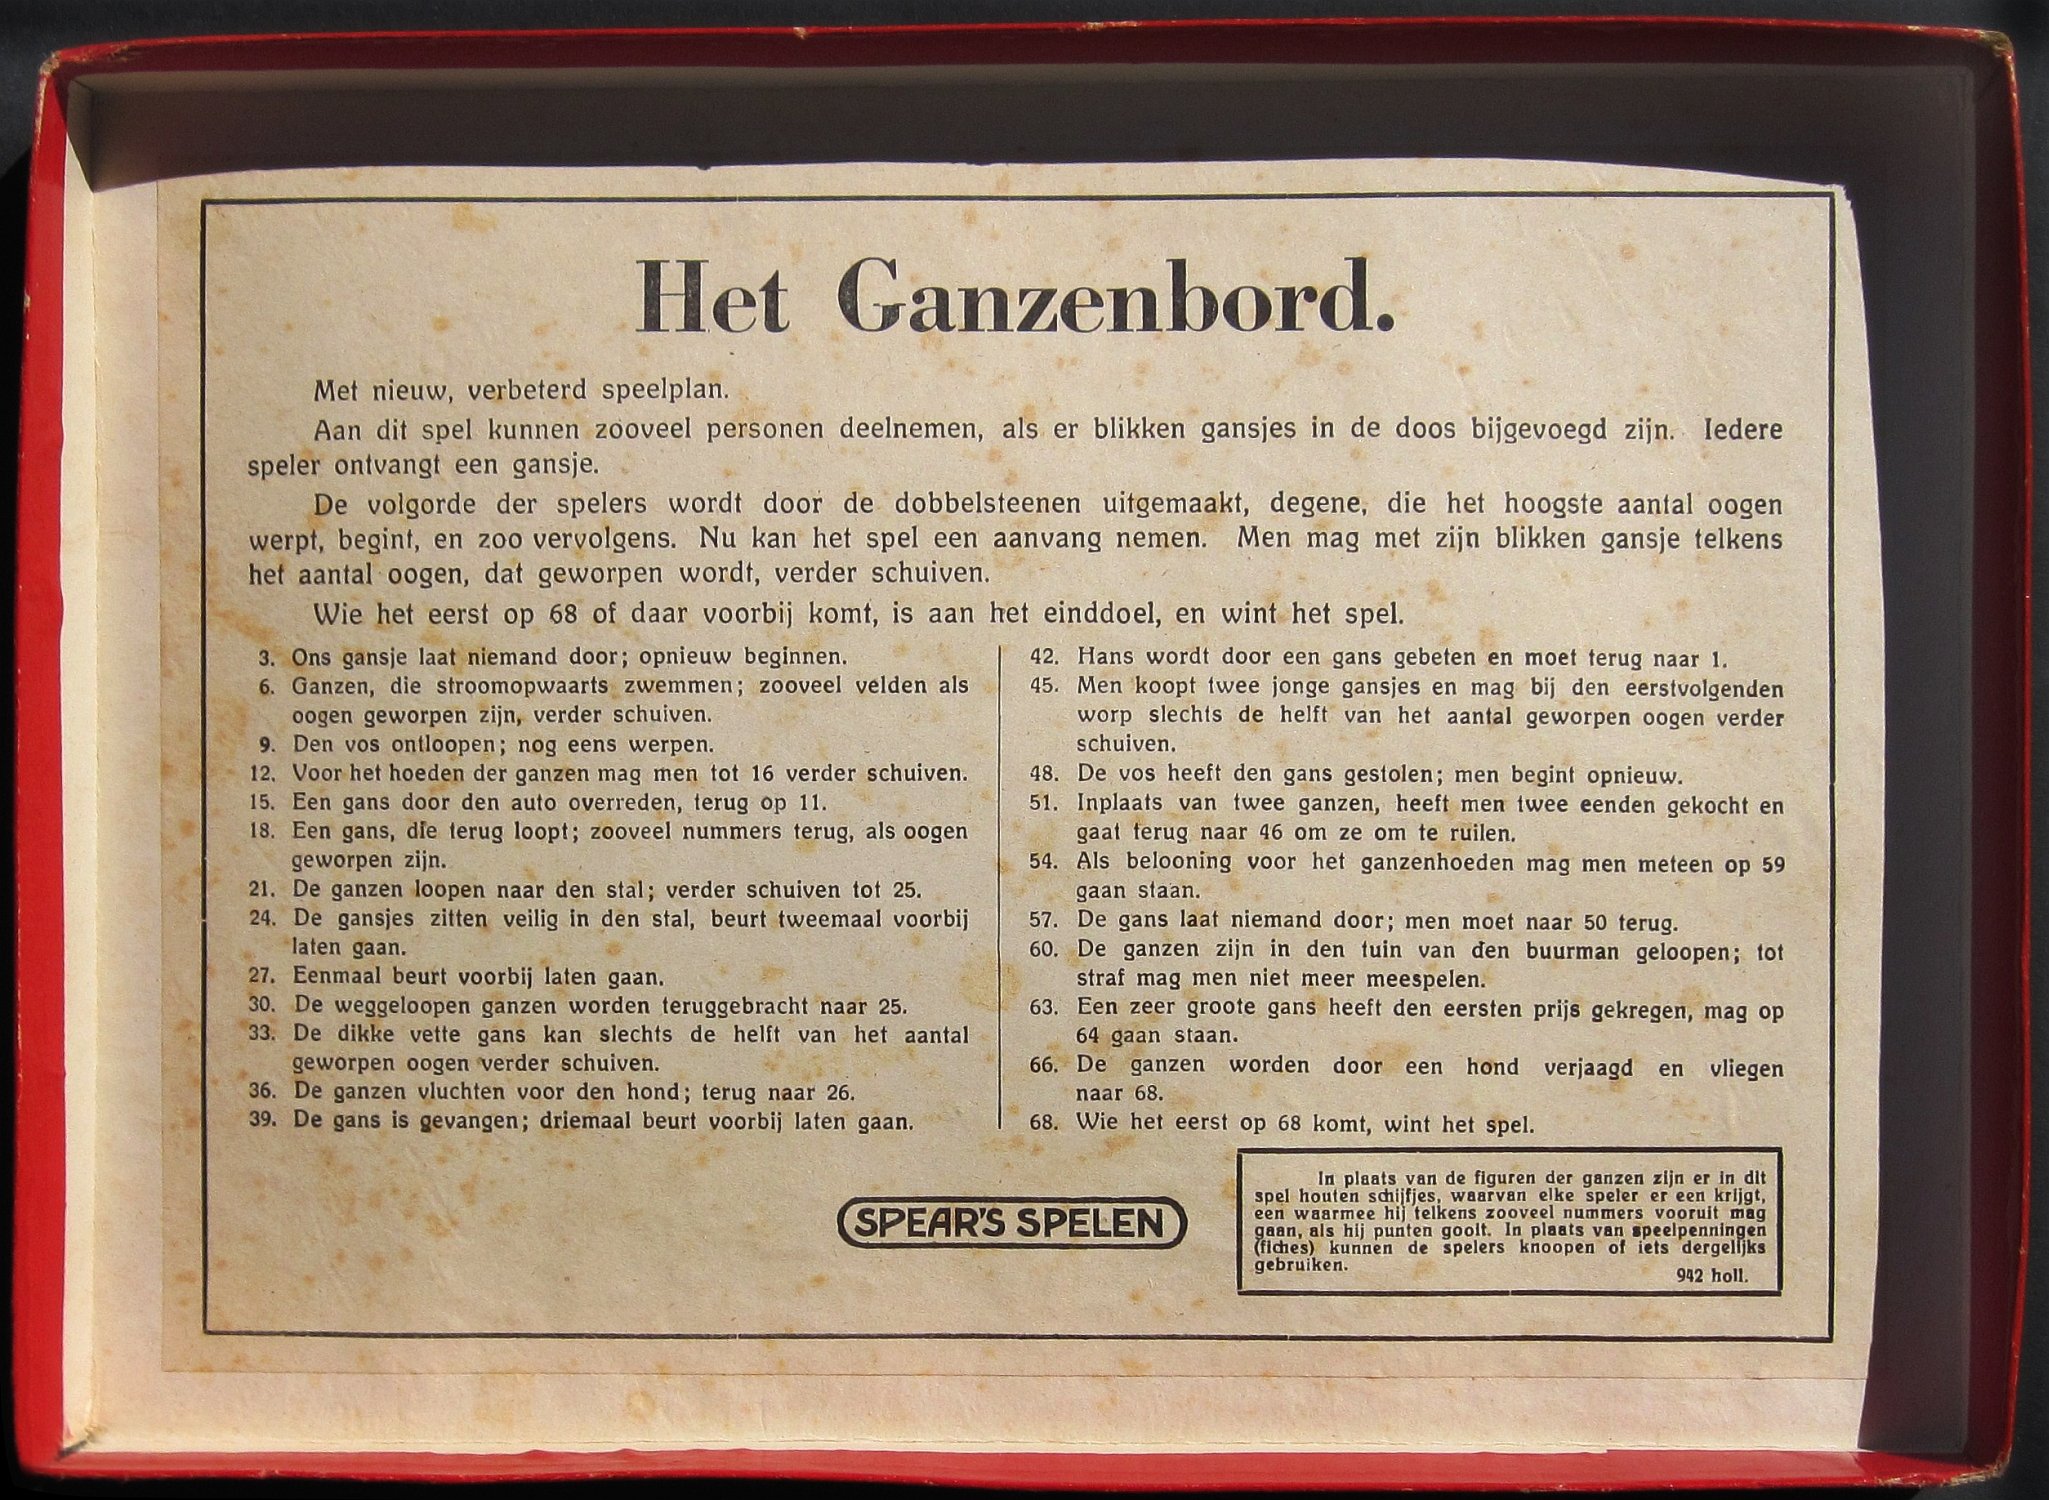 Het Ganzenbord.
Met nieuw, verbeterd speelplan.
Aan dit spel kunnen zooveel personen deelnemen, als er blikken gansjes in de doos bijgevoegd zijn. Iedere
speler ontvangt een gansje.
De volgorde der spelers wordt door de dobbelsteenen uitgemaakt, degene, die het hoogste aantal oogen
werpt, begint, en zoo vervolgens. Nu kan het spel een aanvang nemen. Men mag met zijn blikken gansje telkens
het aantal oogen, dat geworpen wordt, verder schuiven.
Wie het eerst op 68 of daar voorbij komt, is aan het einddoel, en wint het spel.
3. Ons gansje laat niemand door; opnieuw beginnen.
6. Ganzen, die stroomopwaarts zwemmen; zooveel velden als
oogen geworpen zijn, verder schuiven.
9. Den vos ontloopen; nog eens werpen.
12. Voor het hoeden der ganzen mag men tot 16 verder schuiven.
15. Een gans door den auto overreden, terug op 11.
18. Een gans, die terug loopt; zooveel nummers terug, als oogen
geworpen zijn.
21. De ganzen loopen naar den stal; verder schuiven tot 25.
24. De gansjes zitten veilig in den stal, beurt tweemaal voorbij
laten gaan.
27. Eenmaal beurt voorbij laten gaan.
30. De weggeloopen ganzen worden teruggebracht naar 25.
33. De dikke vette gans kan slechts de helft van het aantal
geworpen oogen verder schuiven.
36. De ganzen vluchten voor den hond; terug naar 26.
39. De gans is gevangen; driemaal beurt voorbij laten gaan.
42. Hans wordt door een gans gebeten en moet terug naar 1.
45. Men koopt twee jonge gansjes en mag bij den eerstvolgenden
worp slechts de helft van het aantal geworpen oogen verder
schuiven.
48. De vos heeft den gans gestolen; men begint opnieuw.
51. Inplaats van twee ganzen, heeft men twee eenden gekocht en
gaat terug naar 46 om ze om te ruilen.
54. Als belooning voor het ganzenhoeden mag men meteen op 59
gaan staan.
57. De gans laat niemand door; men moet naar 50 terug.
60. De ganzen zijn in den tuin van den buurman geloopen; tot
straf mag men niet meer meespelen.
63. Een zeer groote gans heeft den eersten prijs gekregen, mag op
64 gaan staan.
66. De ganzen worden door een hond verjaagd en vliegen
naar 68.
68. Wie het eerst op 68 komt, wint het spel.
SPEAR'S SPELEN
In plaats van de figuren der ganzen zijn er in dit
spel houten schijfjes, waarvan elke speler er een krijgt,
een waarmee hij telkens zooveel nummers vooruit mag
gaan, als hij punten gooit. In plaats van speelpenningen
(fiches) kunnen de spelers knoopen of iets dergelijks
gebruiken.
942 holl.